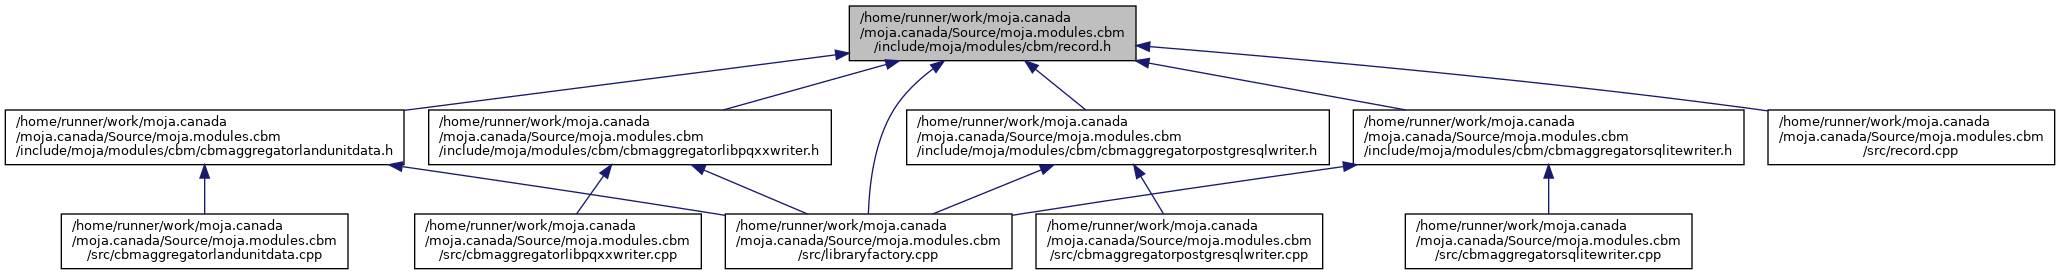 /home/runner/work/moja.canada
/moja.canada/Source/moja.modules.cbm
/include/moja/modules/cbm/record.h
/home/runner/work/moja.canada
/moja.canada/Source/moja.modules.cbm
/include/moja/modules/cbm/cbmaggregatorlandunitdata.h
/home/runner/work/moja.canada
/moja.canada/Source/moja.modules.cbm
/include/moja/modules/cbm/cbmaggregatorlibpqxxwriter.h
/home/runner/work/moja.canada
/moja.canada/Source/moja.modules.cbm
/include/moja/modules/cbm/cbmaggregatorpostgresqlwriter.h
/home/runner/work/moja.canada
/moja.canada/Source/moja.modules.cbm
/include/moja/modules/cbm/cbmaggregatorsqlitewriter.h
/home/runner/work/moja.canada
/moja.canada/Source/moja.modules.cbm
/src/record.cpp
/home/runner/work/moja.canada
/moja.canada/Source/moja.modules.cbm
/src/cbmaggregatorlandunitdata.cpp
/home/runner/work/moja.canada
/moja.canada/Source/moja.modules.cbm
/src/cbmaggregatorlibpqxxwriter.cpp
/home/runner/work/moja.canada
/moja.canada/Source/moja.modules.cbm
/src/libraryfactory.cpp
/home/runner/work/moja.canada
/moja.canada/Source/moja.modules.cbm
/src/cbmaggregatorpostgresqlwriter.cpp
/home/runner/work/moja.canada
/moja.canada/Source/moja.modules.cbm
/src/cbmaggregatorsqlitewriter.cpp